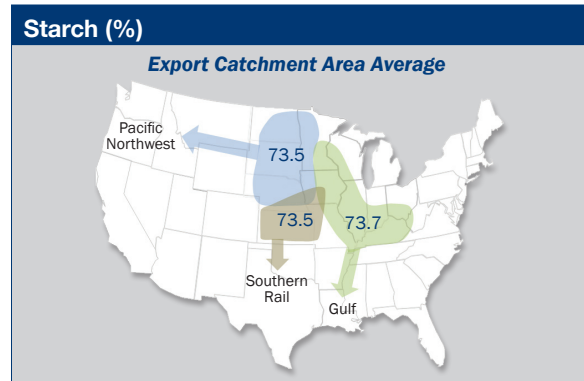 Starch (%)
Export Catchment Area Average
Pacific
Northwest
73.5
73.5
73.7
Southern
Rail
Gulf